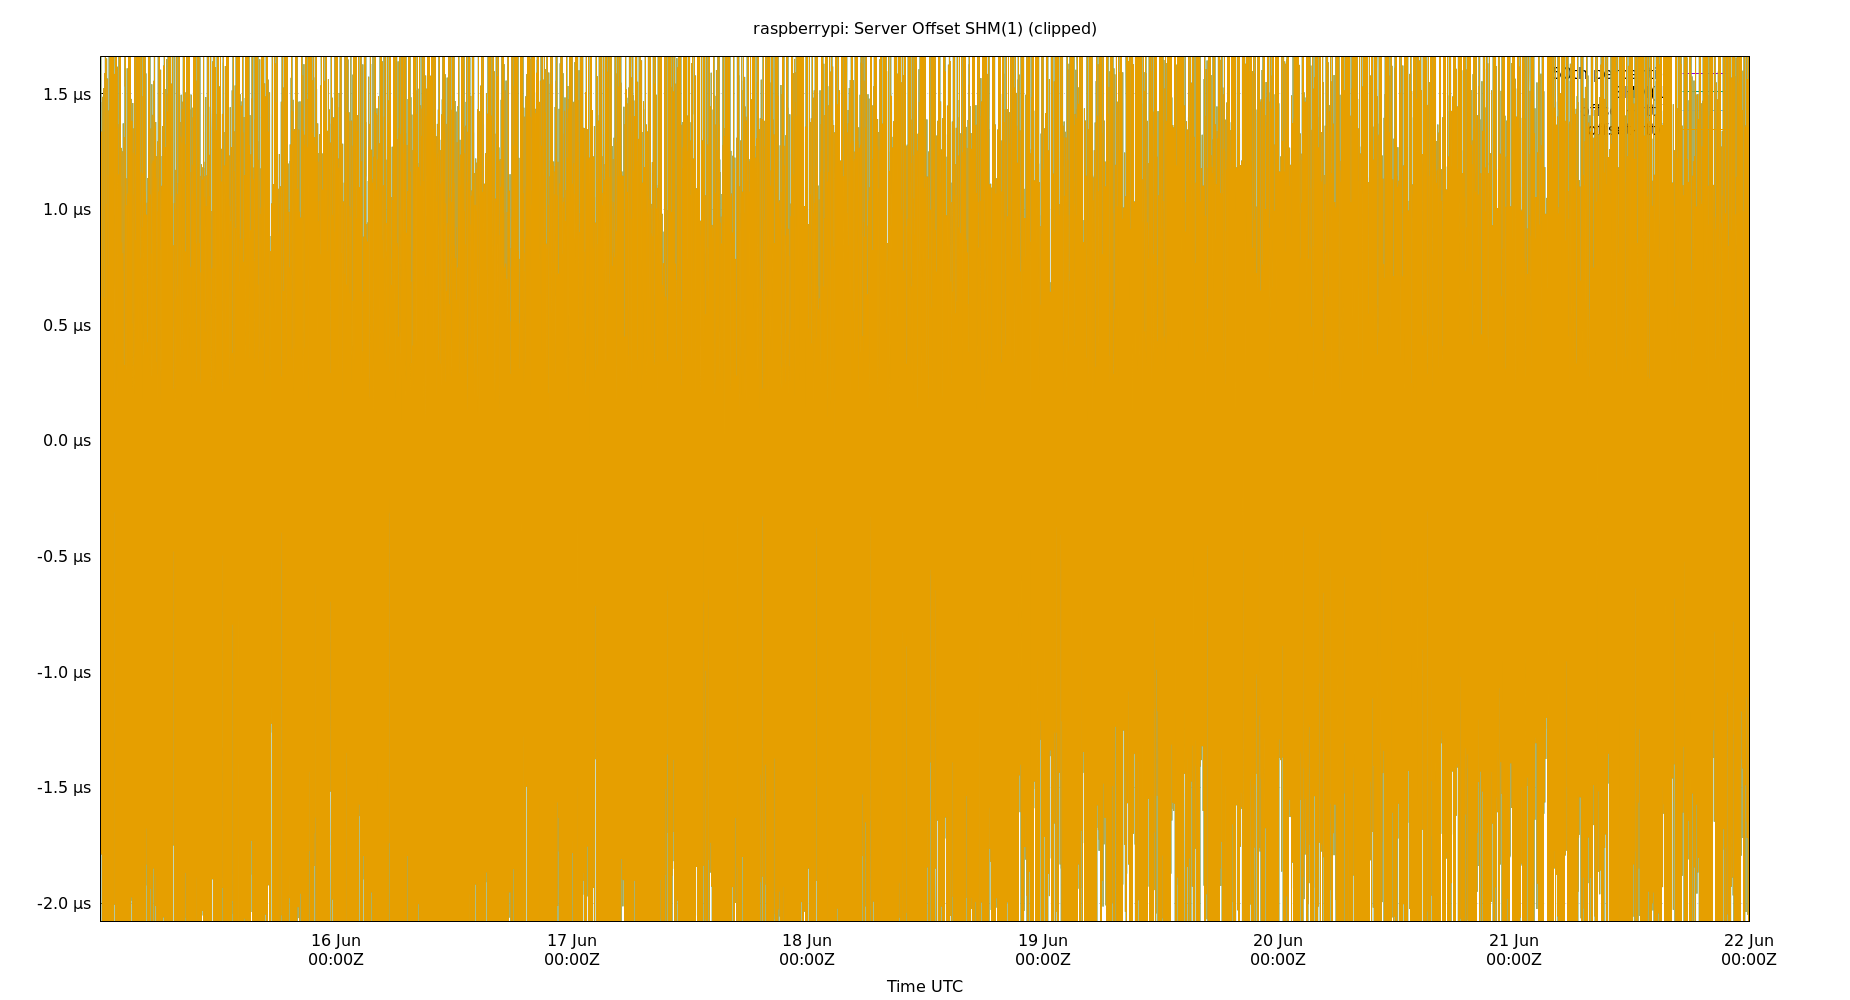 raspberrypi: Server Offset SHM(1) (clipped)
1.5 µs
1.0 µs
0.5 µs
0.0 µs
-0.5 µs
-1.0 µs
-1.5 µs
-2.0 µs
16 Jun 17 Jun 18 Jun 19 Jun 20 Jun 21 Jun 22 Jun
00:00Z 00:00Z 00:00Z 00:00Z 00:00Z 00:00Z 00:00Z
Time UTC